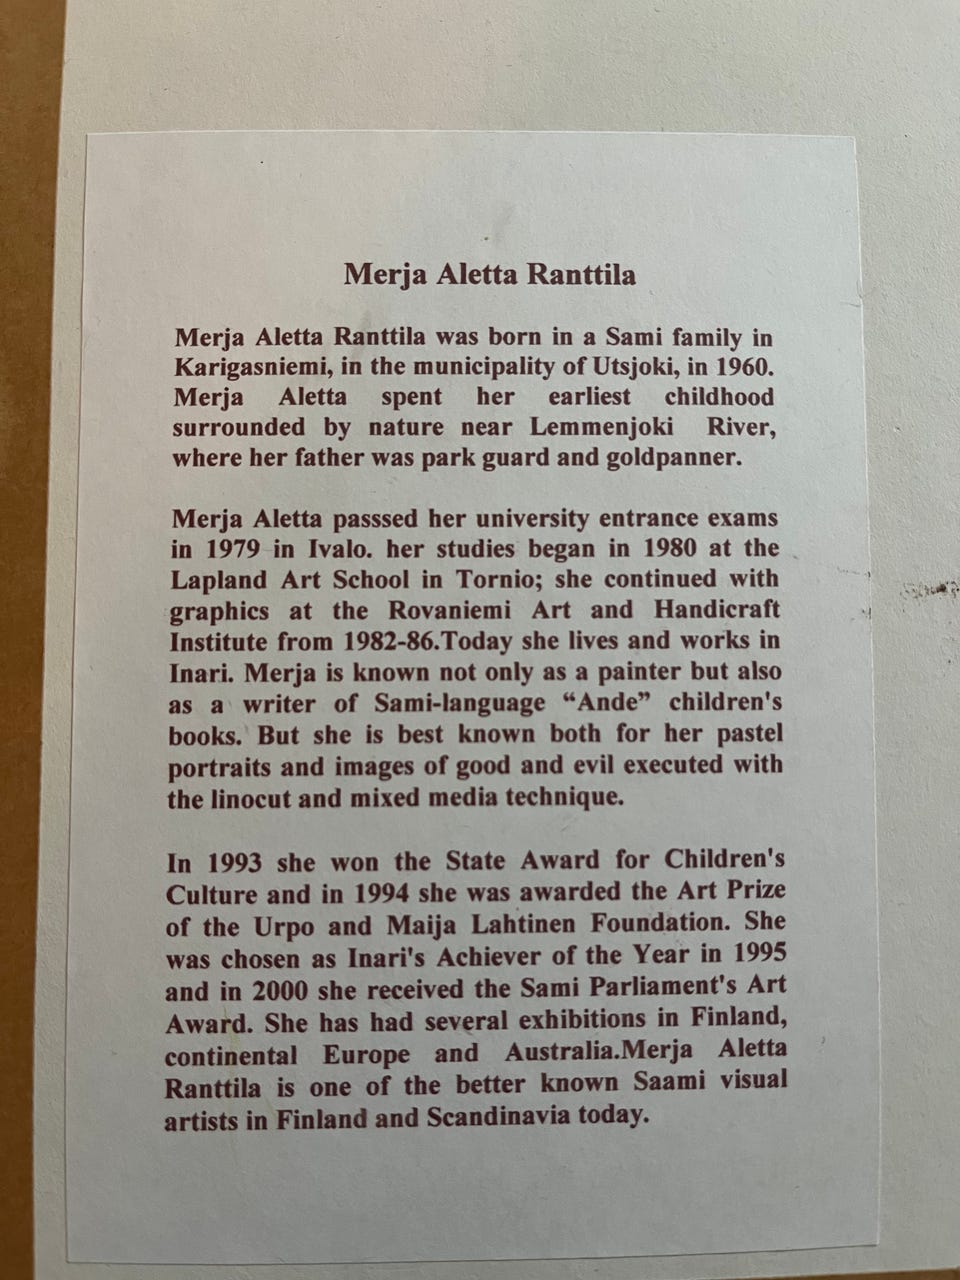 Merja Aletta Ranttila
Merja Aletta Ranttila was born in a Sami family in
Karigasniemi, in the municipality of Utsjoki, in 1960.
Merja Aletta spent her earliest childhood
surrounded by nature near Lemmenjoki River,
where her father was park guard and goldpanner.
Merja Aletta passsed her university entrance exams
in 1979 in Ivalo. her studies began in 1980 at the
Lapland Art School in Tornio; she continued with
graphics at the Rovaniemi Art and Handicraft
Institute from 1982-86.Today she lives and works in
Inari. Merja is known not only as a painter but also
as a writer of Sami-language “Ande” children's
books. But she is best known both for her pastel
portraits and images of good and evil executed with
the linocut and mixed media technique.
In 1993 she won the State Award for Children's
Culture and in 1994 she was awarded the Art Prize
of the Urpo and Maija Lahtinen Foundation. She
was chosen as Inari's Achiever of the Year in 1995
and in 2000 she received the Sami Parliament's Art
Award. She has had several exhibitions in Finland,
continental Europe and Australia.Merja Aletta
Ranttila is one of the better known Saami visual
artists in Finland and Scandinavia today.